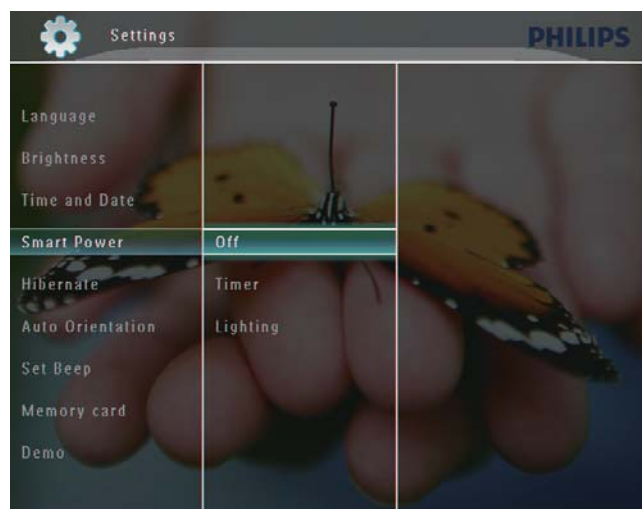 Settings
PHILIPS
Language
Brightness
Time and Date
Smart Power
Off
Hibernate
Timer
Auto Orientation
Lighting
Set Beep
Memory card
Demo